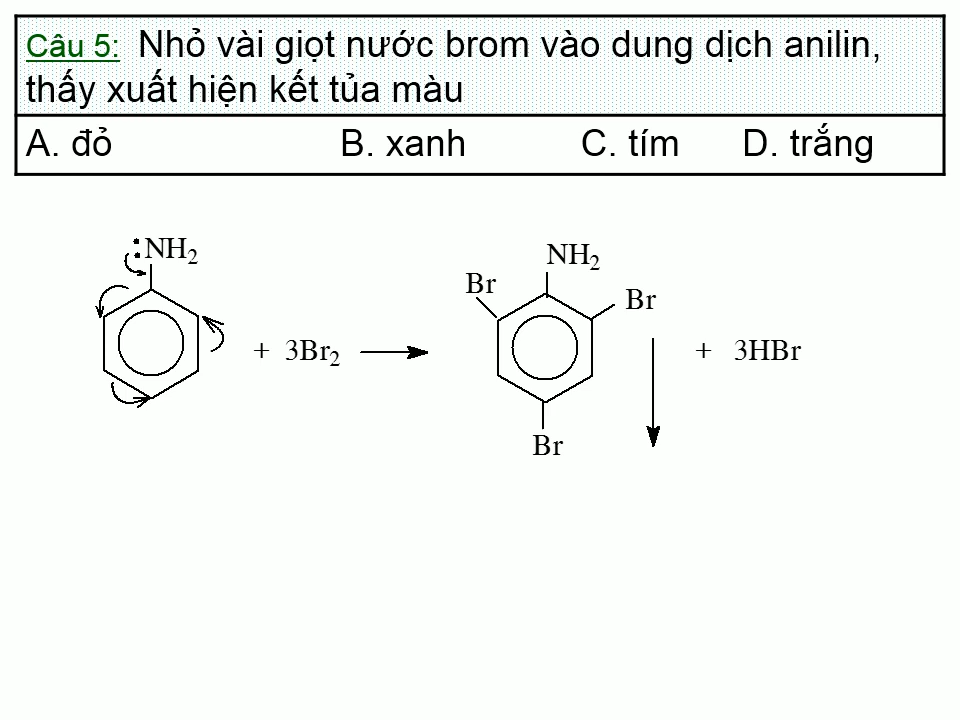 Câu 5: Nhỏ vài giọt nước brom vào dung dịch anilin,
thấy xuất hiện kết tủa màu
A. đỏ B. xanh C. tím D. trắng
:NH2
NH2
Br
Br
+ 3Br2
+ 3HBr
Br